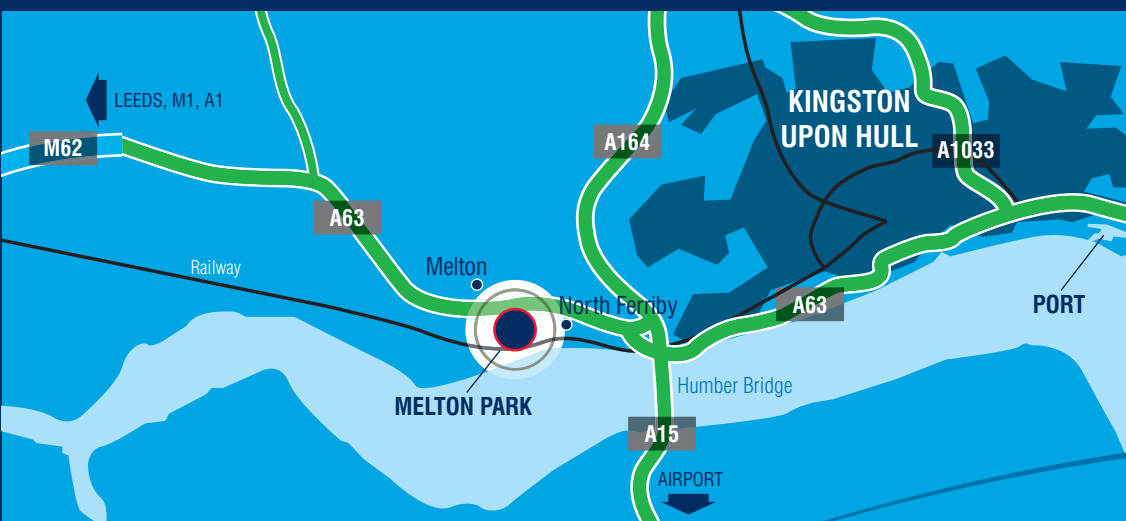 LEEDS, M1, A1
KINGSTON
UPON HULL
M62
A164
A1033
A63
Railway
Melton
North Ferriby
A63
PORT
MELTON PARK
Humber Bridge
A15
AIRPORT